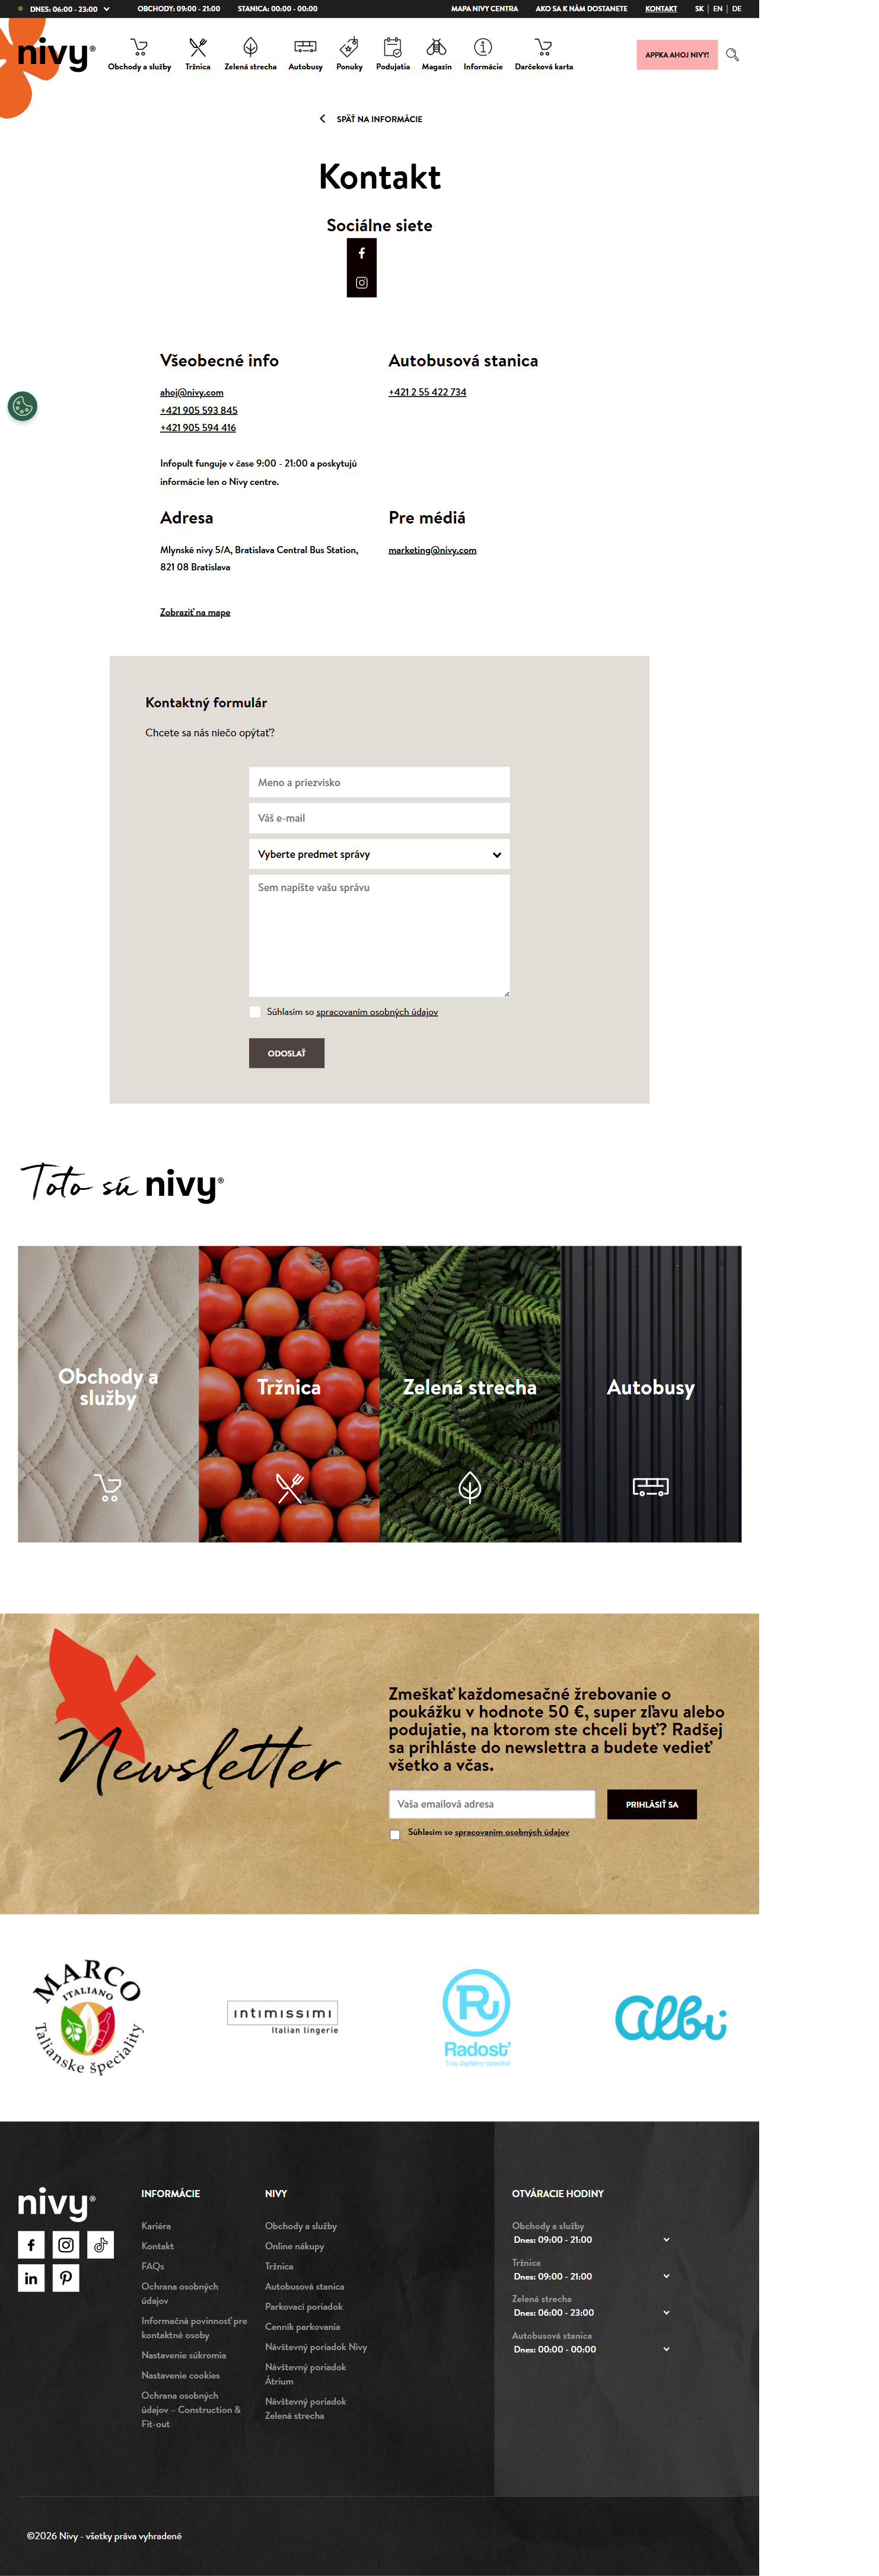 DNES: 06:00 - 23:00
OBCHODY: 09:00 - 21:00
STANICA: 00:00 - 00:00
MAPA NIVY CENTRA
AKO SA K NÁM DOSTANETE
KONTAKT
SK | EN | DE
nivy®
Obchody a služby
Tržnica
Zelená strecha
Autobusy
Ponuky
Podujatia
Magazín
Informácie
Darčeková karta
APPKA AHOJ NIVY!
SPÄŤ NA INFORMÁCIE
Kontakt
Sociálne siete
Všeobecné info
ahoj@nivy.com
+421 905 593 845
+421 905 594 416
Infopult funguje v čase 9:00 - 21:00 a poskytujú
informácie len o Nivy centre.
Autobusová stanica
+421 2 55 422 734
Adresa
Mlynské nivy 5/A, Bratislava Central Bus Station,
821 08 Bratislava
Zobraziť na mape
Pre médiá
marketing@nivy.com
Kontaktný formulár
Chcete sa nás niečo opýtať?
Meno a priezvisko
Váš e-mail
Vyberte predmet správy
Sem napíšte vašu správu
Súhlasím so spracovaním osobných údajov
ODOSLAŤ
Toto sú nivy®
Obchody a
služby
Tržnica
Zelená strecha
Autobusy
Newsletter
Zmeškať každomesačné žrebovanie o
poukážku v hodnote 50 €, super zľavu alebo
podujatie, na ktorom ste chceli byť? Radšej
sa prihláste do newslettra a budete vedieť
všetko a včas.
Vaša emailová adresa
PRIHLÁSIŤ SA
Súhlasím so spracovaním osobných údajov
MARCO
ITALIANO
Talianske špeciality
intimissimi
Italian lingerie
R
Radosť
Tvoj digitálny operátor
albi
nivy®
INFORMÁCIE
Kariéra
Kontakt
FAQs
Ochrana osobných
údajov
Informačná povinnosť pre
kontaktné osoby
Nastavenie súkromia
Nastavenie cookies
Ochrana osobných
údajov – Construction &
Fit-out
NIVY
Obchody a služby
Online nákupy
Tržnica
Autobusová stanica
Parkovací poriadok
Cenník parkovania
Návštevný poriadok Nivy
Návštevný poriadok
Átrium
Návštevný poriadok
Zelená strecha
OTVÁRACIE HODINY
Obchody a služby
Dnes: 09:00 - 21:00
Tržnica
Dnes: 09:00 - 21:00
Zelená strecha
Dnes: 06:00 - 23:00
Autobusová stanica
Dnes: 00:00 - 00:00
©2026 Nivy - všetky práva vyhradené